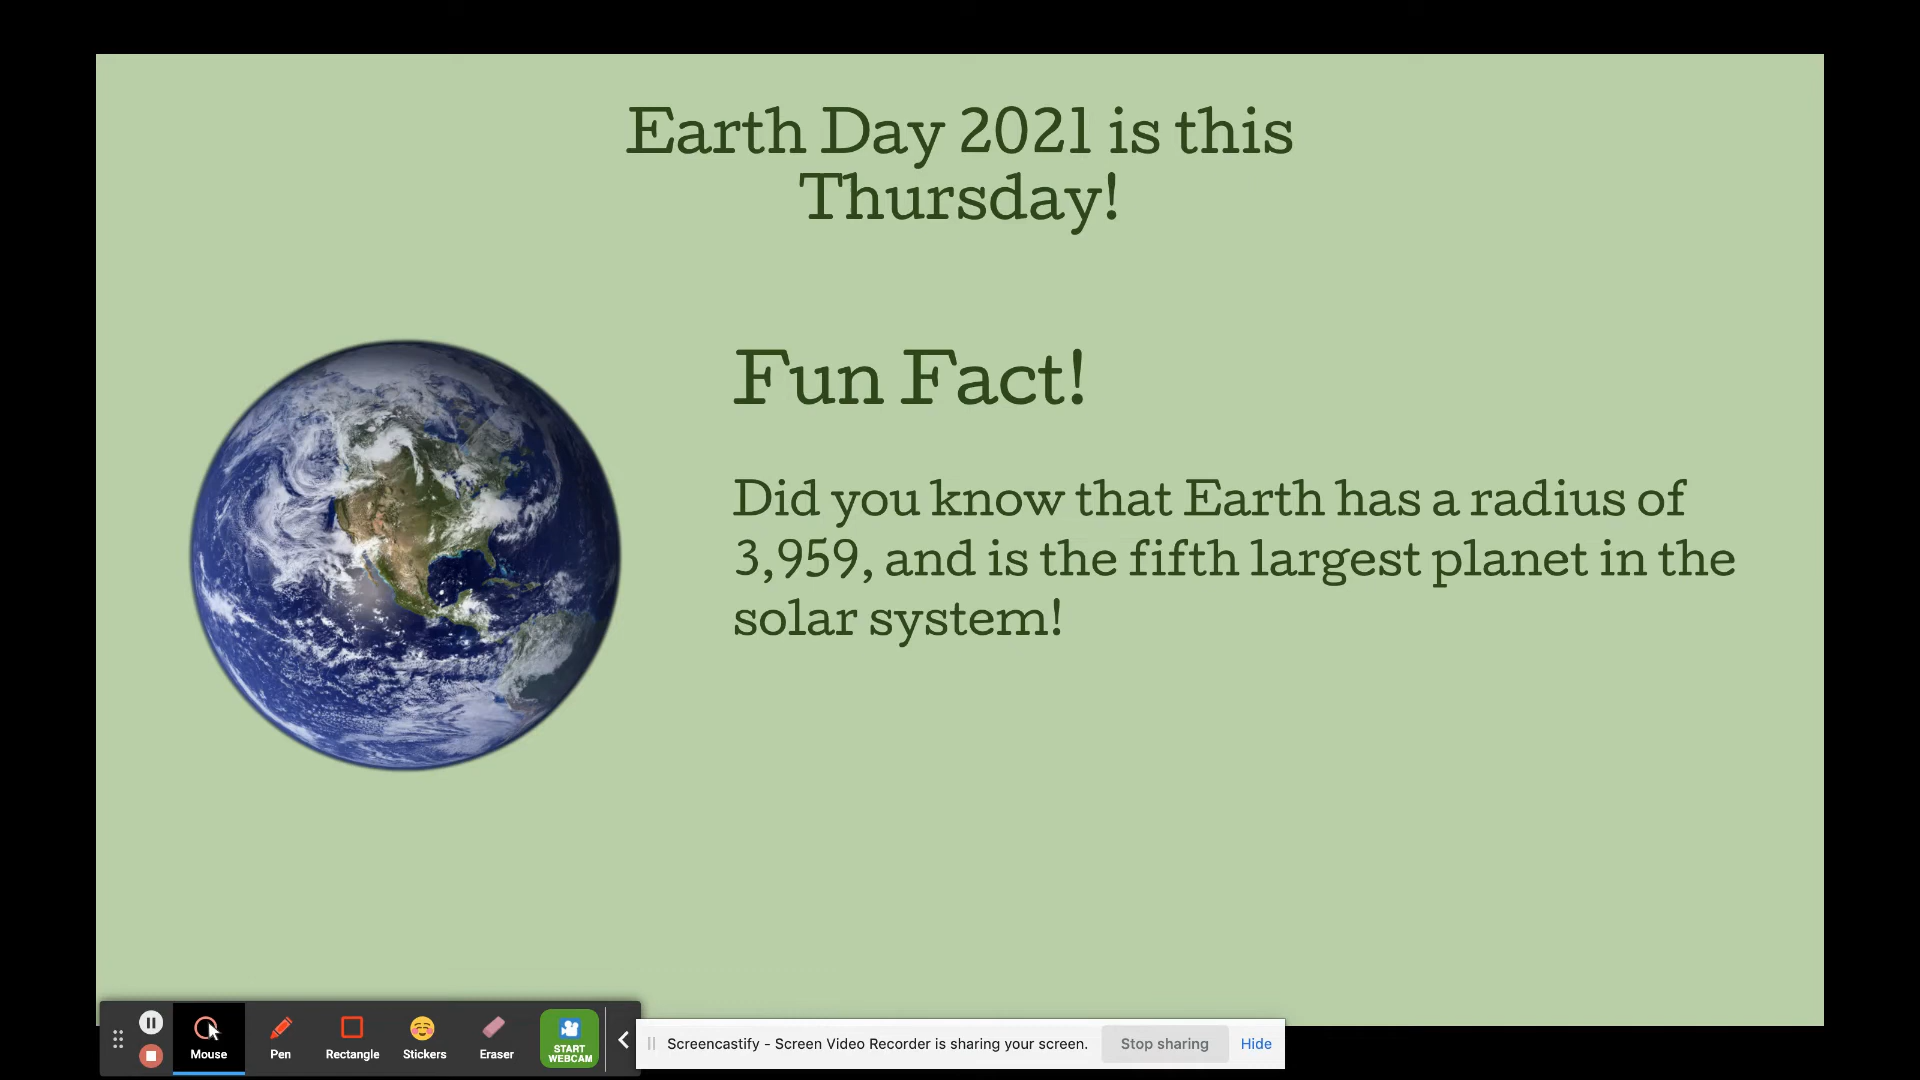 Earth Day 2021 is this
Thursday!
Fun Fact!
Did you know that Earth has a radius of
3,959, and is the fifth largest planet in the
solar system!
Mouse
Pen
Rectangle
Stickers
Eraser
START
WEBCAM
Screencastify - Screen Video Recorder is sharing your screen.
Stop sharing
Hide